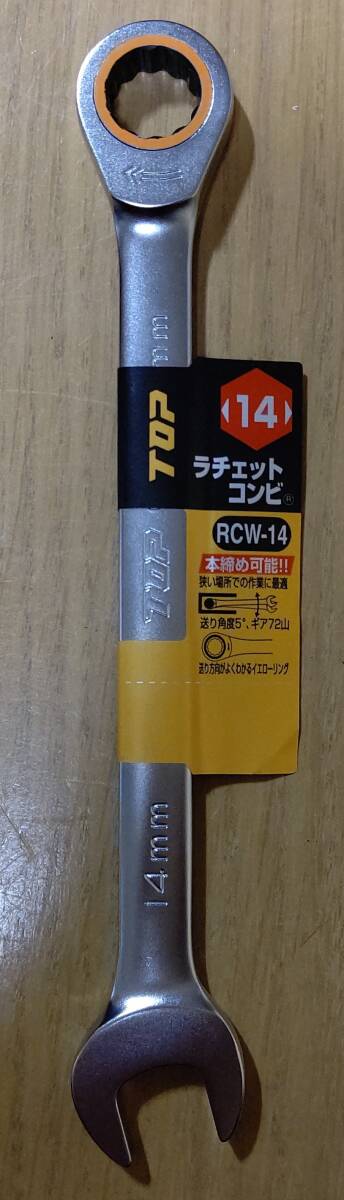 mm
TOP
14
ラチェット
コンビ®
RCW-14
本締め可能!!
狭い場所での作業に最適
送り角度5°、ギア72山
送り方向がよくわかるイエローリング
TOP
14mm